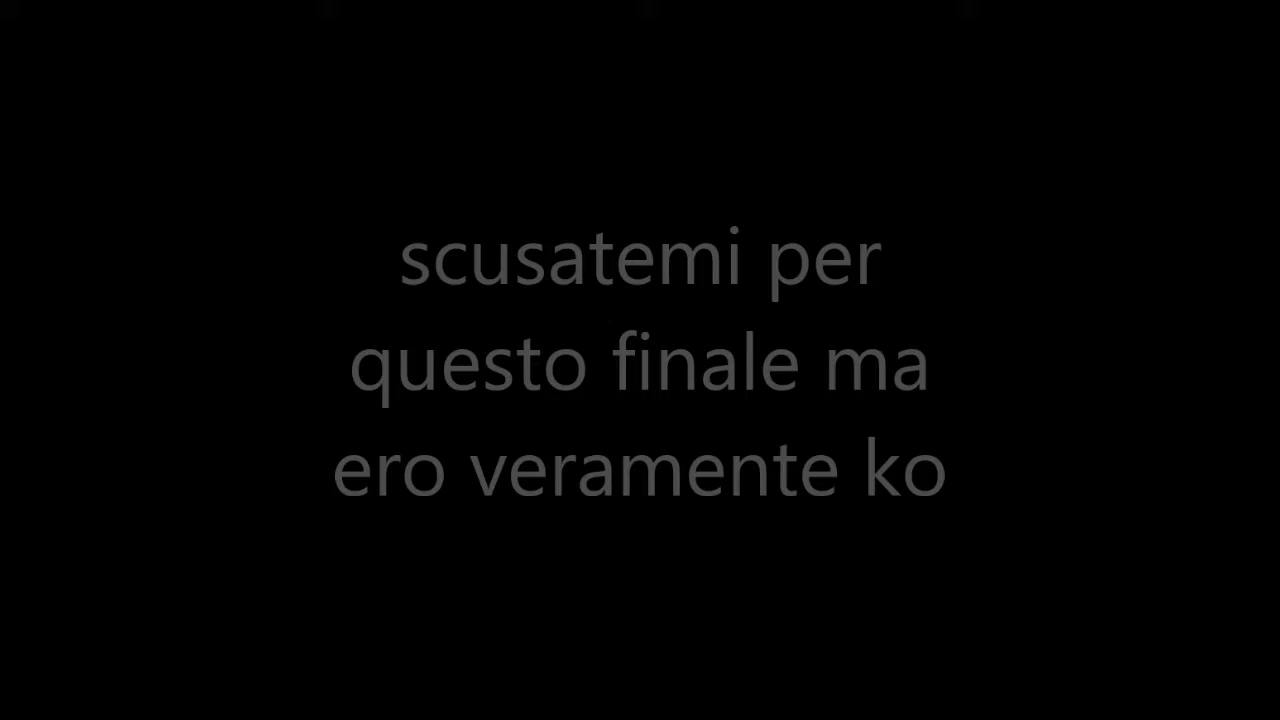 scusatemi per
questo finale ma
ero veramente ko